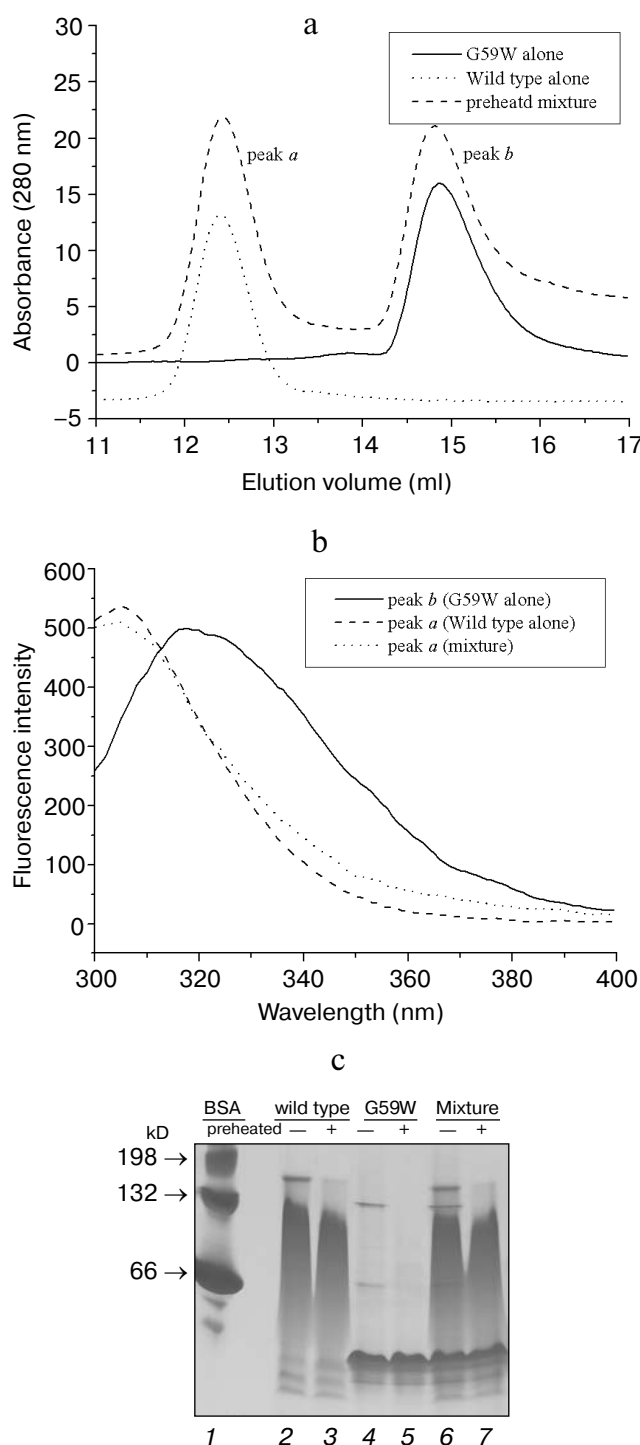 a
30
25
20
15
10
5
0
−5
Absorbance (280 nm)
G59W alone
Wild type alone
preheatd mixture
peak a
peak b
11 12 13 14 15 16 17
Elution volume (ml)
b
600
500
400
300
200
100
0
Fluorescence intensity
peak b (G59W alone)
peak a (Wild type alone)
peak a (mixture)
300 320 340 360 380 400
Wavelength (nm)
c
BSA wild type G59W Mixture
kD preheated — + — + — +
198 →
132 →
66 →
1 2 3 4 5 6 7